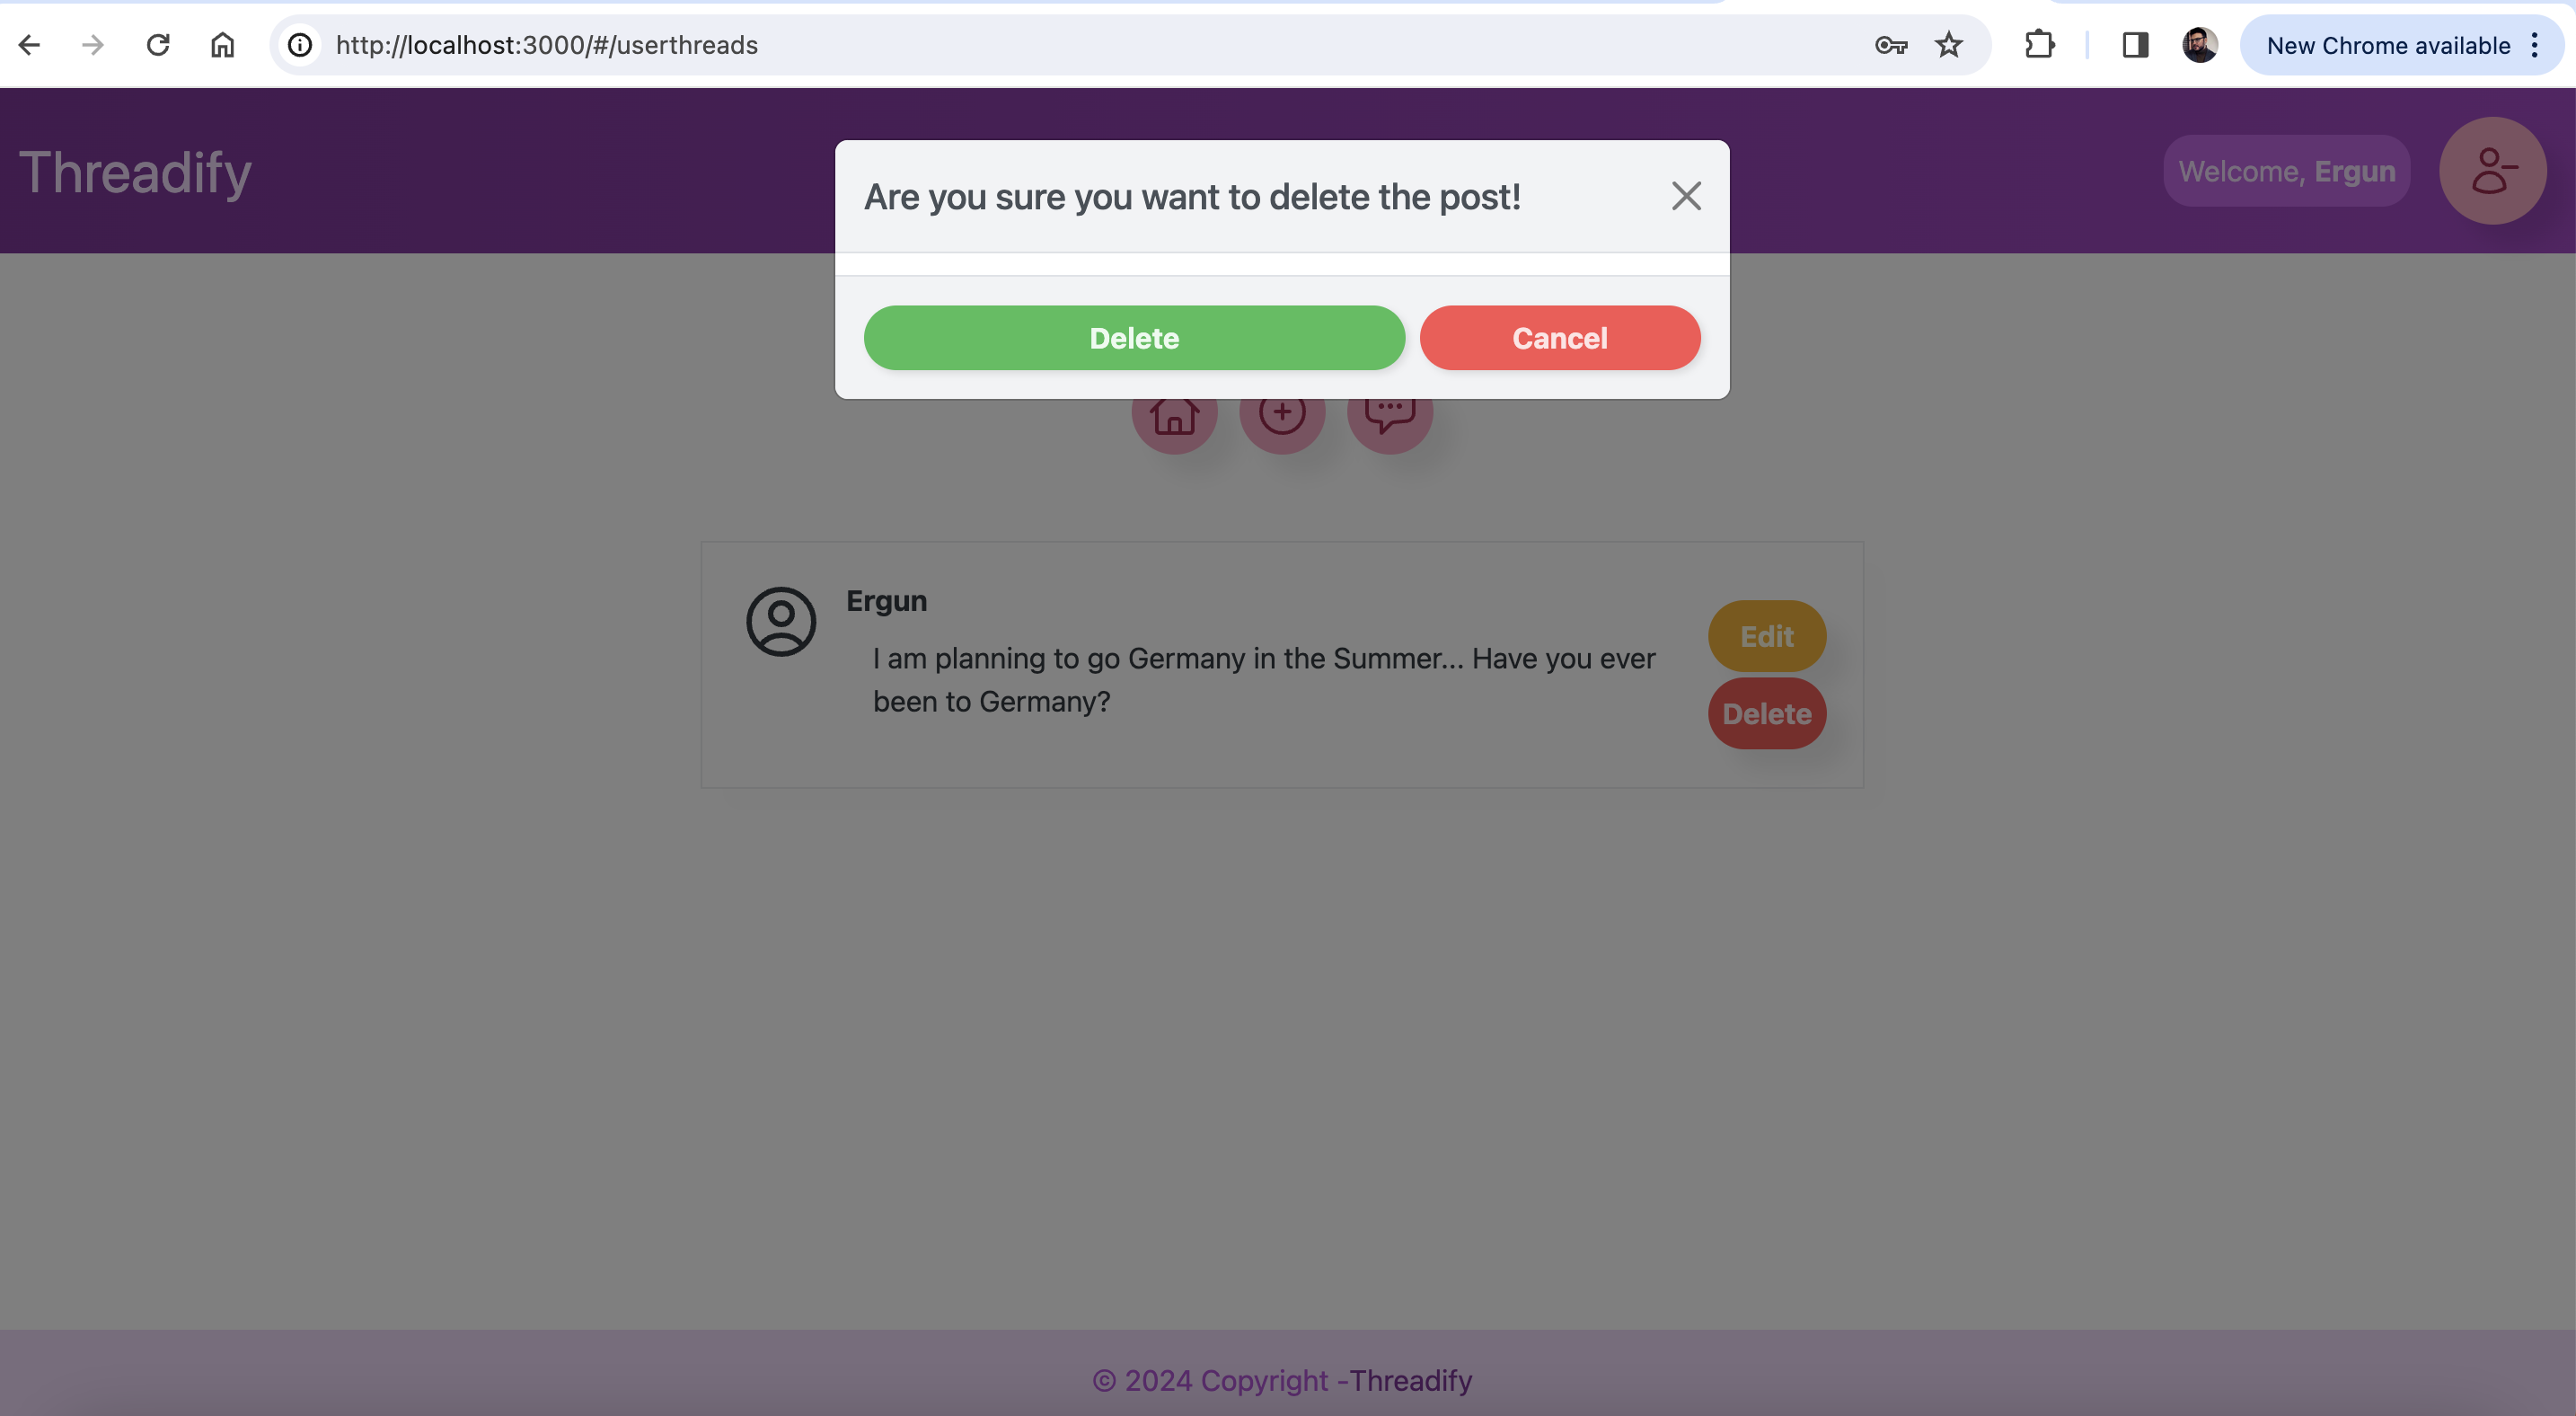 http://localhost:3000/#/userthreads
New Chrome available
Threadify
Welcome, Ergun
Are you sure you want to delete the post!
Delete
Cancel
Ergun
I am planning to go Germany in the Summer... Have you ever
been to Germany?
Edit
Delete
© 2024 Copyright -Threadify